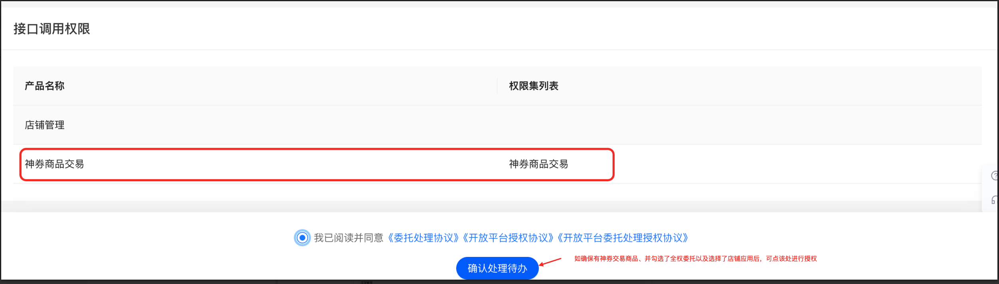 接口调用权限
产品名称 权限集列表
店铺管理
神券商品交易 神券商品交易
我已阅读并同意《委托处理协议》《开放平台授权协议》《开放平台委托处理授权协议》
如确保有神券交易商品、并勾选了全权委托以及选择了店铺应用后，可点该处进行授权
确认处理待办